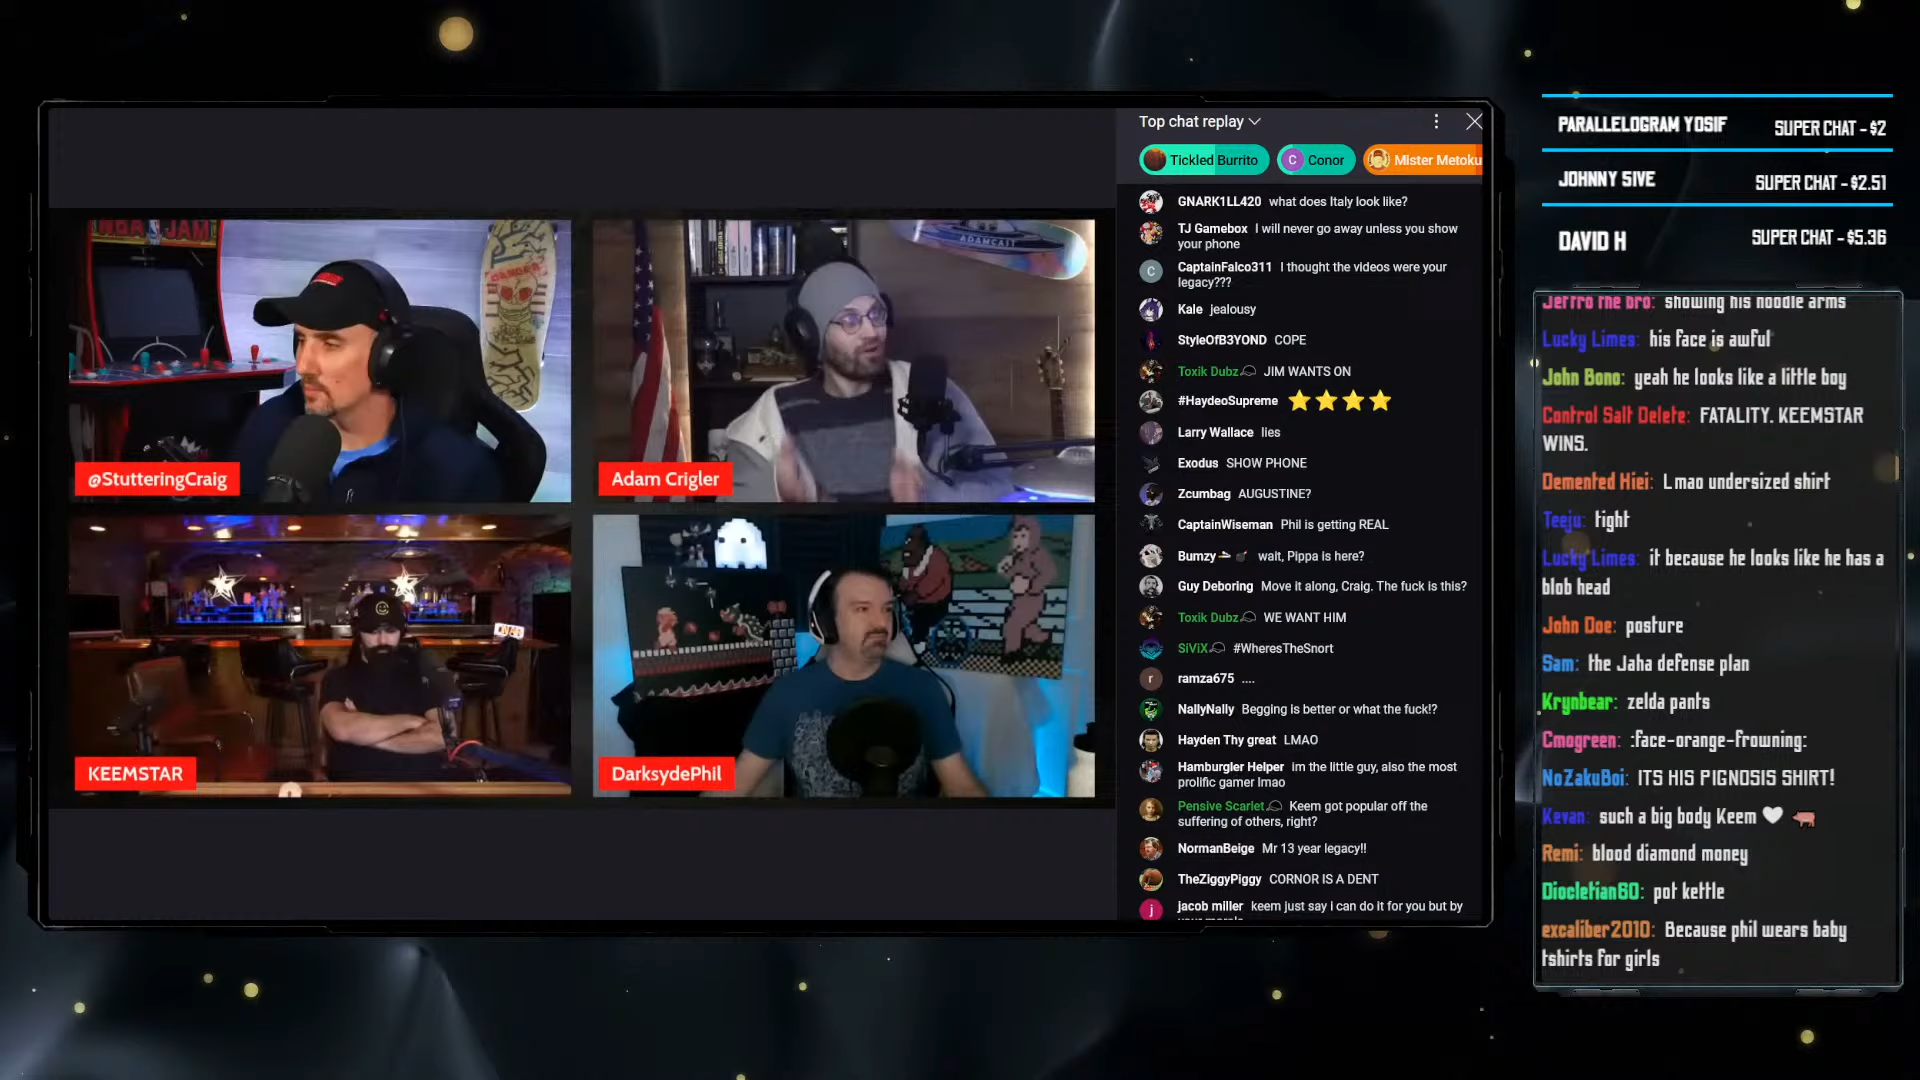 Top chat replay
Tickled Burrito
C Conor
Mister Metoku
GNARK1LL420 what does Italy look like?
TJ Gamebox I will never go away unless you show
your phone
C CaptainFalco311 I thought the videos were your
legacy???
Kale jealousy
StyleOfB3YOND COPE
Toxik Dubz JIM WANTS ON
#HaydeoSupreme
Larry Wallace lies
Exodus SHOW PHONE
Zcumbag AUGUSTINE?
CaptainWiseman Phil is getting REAL
Bumzy wait, Pippa is here?
Guy Deboring Move it along, Craig. The fuck is this?
Toxik Dubz WE WANT HIM
SiViX #WheresTheSnort
r ramza675 ....
NallyNally Begging is better or what the fuck!?
Hayden Thy great LMAO
Hamburgler Helper im the little guy, also the most
prolific gamer lmao
Pensive Scarlet Keem got popular off the
suffering of others, right?
NormanBeige Mr 13 year legacy!!
TheZiggyPiggy CORNOR IS A DENT
j jacob miller keem just say i can do it for you but by
NBA JAM
DANGER
@StutteringCraig
ADAMCAST
Adam Crigler
ON AIR
KEEMSTAR
DarksydePhil
PARALLELOGRAM YOSIF SUPER CHAT - $2
JOHNNY 5IVE SUPER CHAT - $2.51
DAVID H SUPER CHAT - $5.36
Jeffro the bro: showing his noodle arms
Lucky Limes: his face is awful
John Bono: yeah he looks like a little boy
Control Salt Delete: FATALITY. KEEMSTAR
WINS.
Demented Hiei: Lmao undersized shirt
Teeju: tight
Lucky Limes: it because he looks like he has a
blob head
John Doe: posture
Sam: the Jaha defense plan
Krynbear: zelda pants
Cmogreen: :face-orange-frowning:
NoZakuBoi: ITS HIS PIGNOSIS SHIRT!
Kevan: such a big body Keem
Remi: blood diamond money
Diocletian60: pot kettle
excaliber2010: Because phil wears baby
tshirts for girls